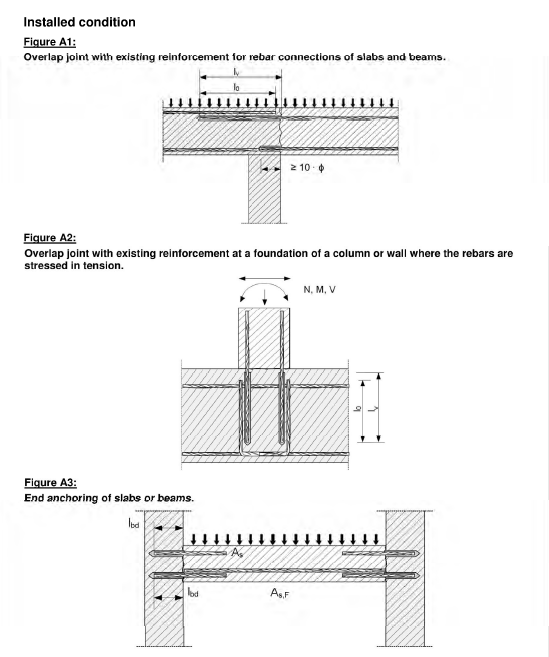 Installed condition
Figure A1:
Overlap joint with existing reinforcement for rebar connections of slabs and beams.
lv
l0
≥ 10 · ϕ
Figure A2:
Overlap joint with existing reinforcement at a foundation of a column or wall where the rebars are
stressed in tension.
N, M, V
l0
lv
Figure A3:
End anchoring of slabs or beams.
lbd
As
lbd
As,F